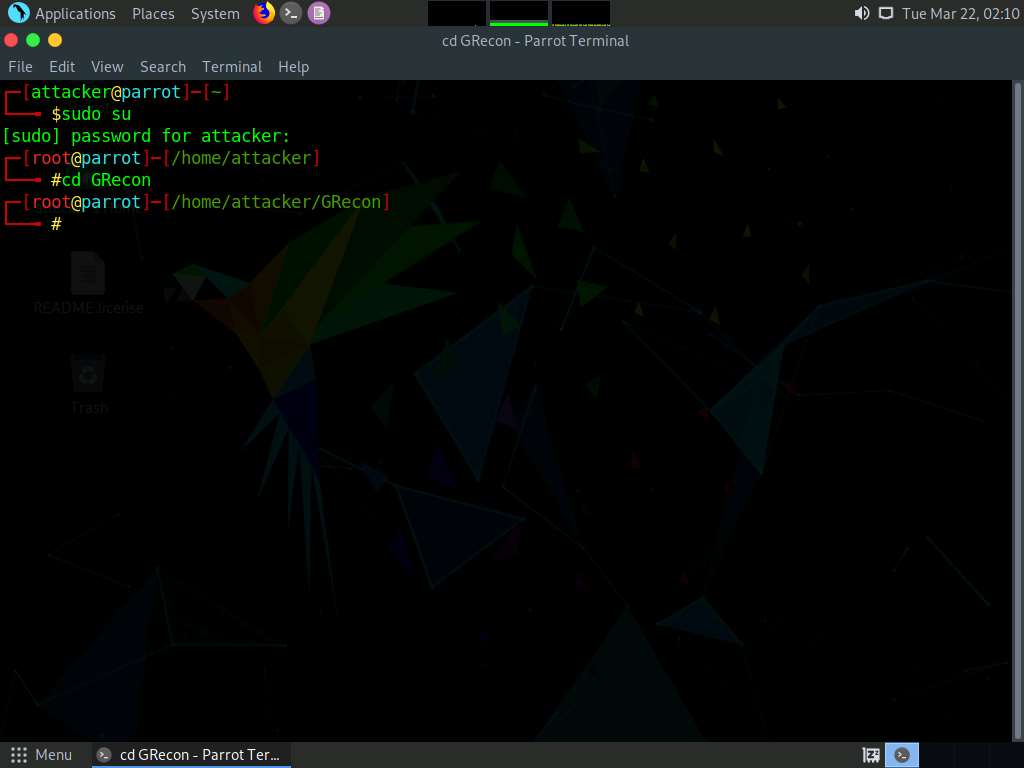 Applications Places System Tue Mar 22, 02:10
cd GRecon - Parrot Terminal
File Edit View Search Terminal Help
[attacker@parrot]-[~]
$sudo su
[sudo] password for attacker:
[root@parrot]-[/home/attacker]
#cd GRecon
[root@parrot]-[/home/attacker/GRecon]
#
README.license
Trash
Menu cd GRecon - Parrot Ter...